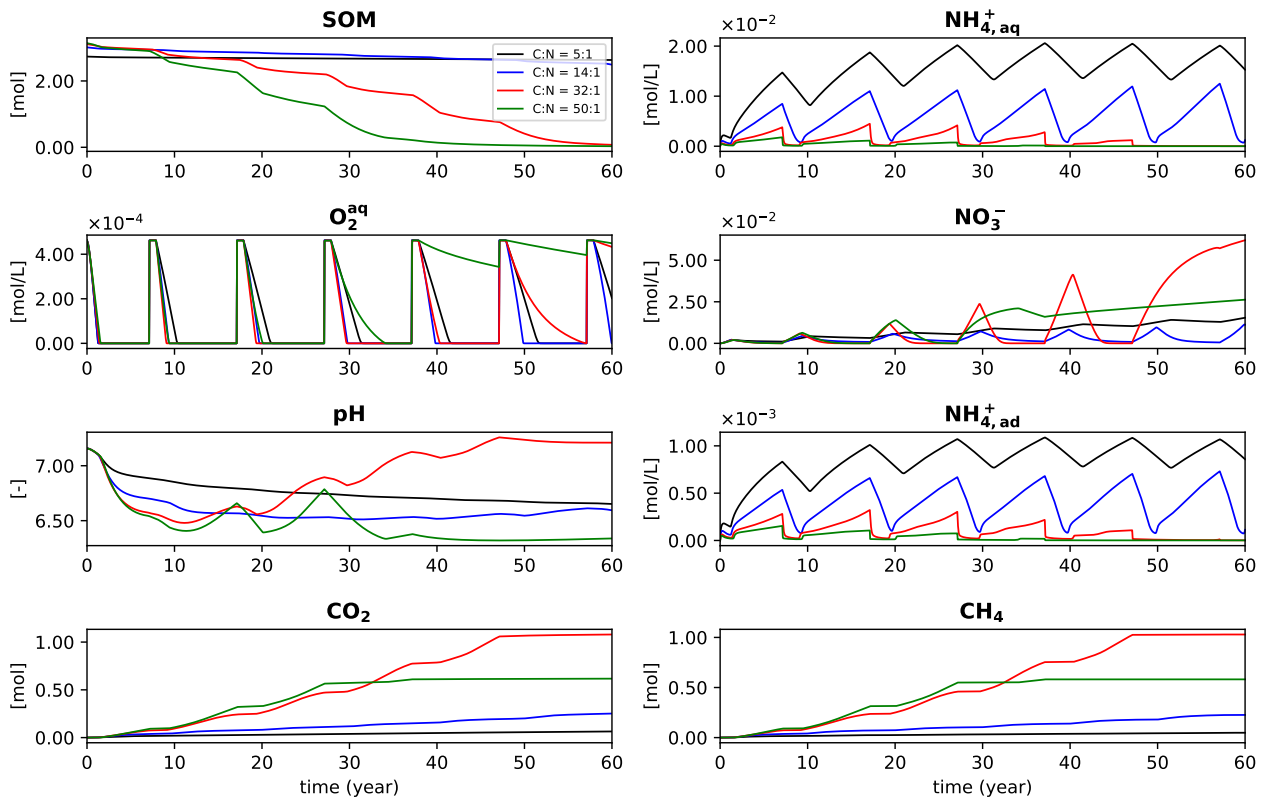 SOM
[mol]
2.00
0.00
0 10 20 30 40 50 60
C:N = 5:1
C:N = 14:1
C:N = 32:1
C:N = 50:1
NH₄,ₐq⁺
×10⁻²
[mol/L]
2.00
1.00
0.00
0 10 20 30 40 50 60
O₂ᵃq
×10⁻⁴
[mol/L]
4.00
2.00
0.00
0 10 20 30 40 50 60
NO₃⁻
×10⁻²
[mol/L]
5.00
2.50
0.00
0 10 20 30 40 50 60
pH
[-]
7.00
6.50
0 10 20 30 40 50 60
NH₄,ₐd⁺
×10⁻³
[mol/L]
1.00
0.50
0.00
0 10 20 30 40 50 60
CO₂
[mol]
1.00
0.50
0.00
0 10 20 30 40 50 60
time (year)
CH₄
[mol]
1.00
0.50
0.00
0 10 20 30 40 50 60
time (year)